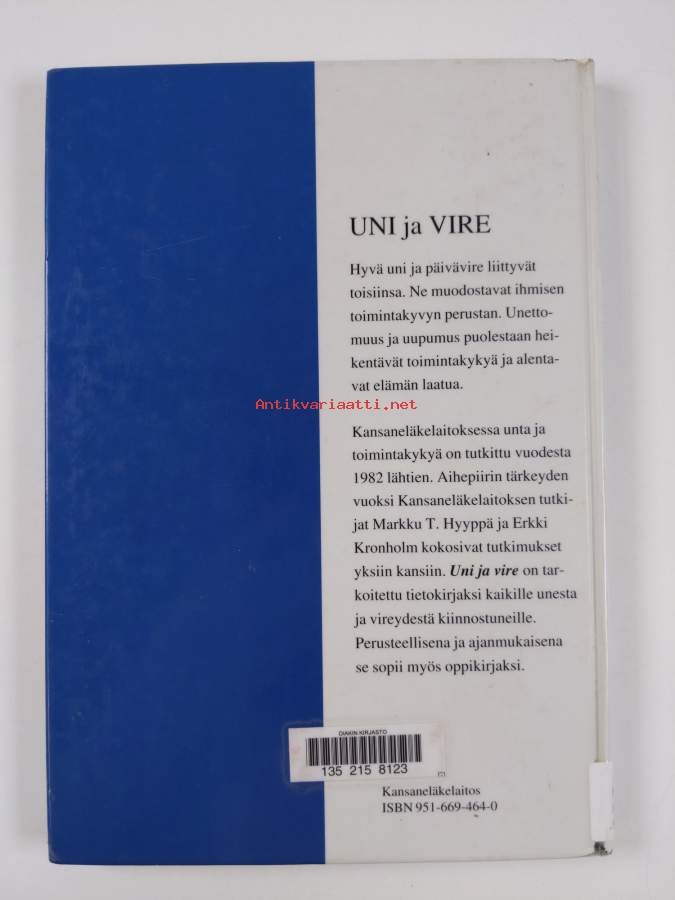 UNI ja VIRE
Hyvä uni ja päivävire liittyvät
toisiinsa. Ne muodostavat ihmisen
toimintakyvyn perustan. Unetto-
muus ja uupumus puolestaan hei-
kentävät toimintakykyä ja alenta-
vat elämän laatua.
Antikvariaatti.net
Kansaneläkelaitoksessa unta ja
toimintakykyä on tutkittu vuodesta
1982 lähtien. Aihepiirin tärkeyden
vuoksi Kansaneläkelaitoksen tutki-
jat Markku T. Hyyppä ja Erkki
Kronholm kokosivat tutkimukset
yksiin kansiin. Uni ja vire on tar-
koitettu tietokirjaksi kaikille unesta
ja vireydestä kiinnostuneille.
Perusteellisena ja ajanmukaisena
se sopii myös oppikirjaksi.
DIAKIN KIRJASTO
135 215 8123
Kansaneläkelaitos
ISBN 951-669-464-0